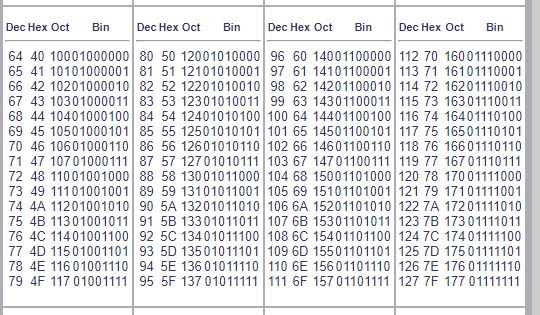 Dec Hex Oct Bin Dec Hex Oct Bin Dec Hex Oct Bin Dec Hex Oct Bin
64 40 100 01000000 80 50 120 01010000 96 60 140 01100000 112 70 160 01110000
65 41 101 01000001 81 51 121 01010001 97 61 141 01100001 113 71 161 01110001
66 42 102 01000010 82 52 122 01010010 98 62 142 01100010 114 72 162 01110010
67 43 103 01000011 83 53 123 01010011 99 63 143 01100011 115 73 163 01110011
68 44 104 01000100 84 54 124 01010100 100 64 144 01100100 116 74 164 01110100
69 45 105 01000101 85 55 125 01010101 101 65 145 01100101 117 75 165 01110101
70 46 106 01000110 86 56 126 01010110 102 66 146 01100110 118 76 166 01110110
71 47 107 01000111 87 57 127 01010111 103 67 147 01100111 119 77 167 01110111
72 48 110 01001000 88 58 130 01011000 104 68 150 01101000 120 78 170 01111000
73 49 111 01001001 89 59 131 01011001 105 69 151 01101001 121 79 171 01111001
74 4A 112 01001010 90 5A 132 01011010 106 6A 152 01101010 122 7A 172 01111010
75 4B 113 01001011 91 5B 133 01011011 107 6B 153 01101011 123 7B 173 01111011
76 4C 114 01001100 92 5C 134 01011100 108 6C 154 01101100 124 7C 174 01111100
77 4D 115 01001101 93 5D 135 01011101 109 6D 155 01101101 125 7D 175 01111101
78 4E 116 01001110 94 5E 136 01011110 110 6E 156 01101110 126 7E 176 01111110
79 4F 117 01001111 95 5F 137 01011111 111 6F 157 01101111 127 7F 177 01111111